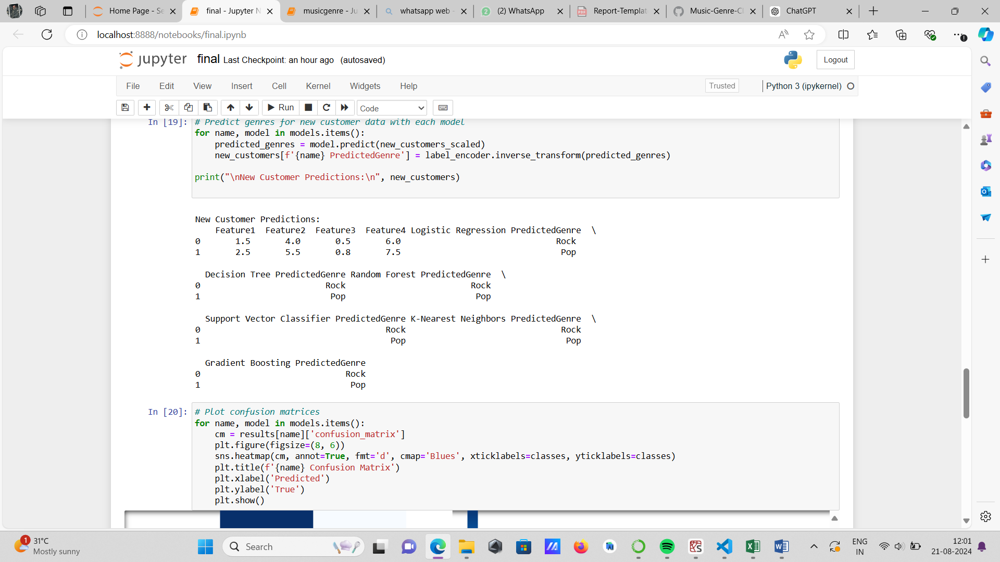 Home Page - Se
final - Jupyter N
musicgenre - Ju
whatsapp web -
2 (2) WhatsApp
Report-Templat
Music-Genre-Cl
ChatGPT
localhost:8888/notebooks/final.ipynb
jupyter final Last Checkpoint: an hour ago (autosaved)
Logout
File Edit View Insert Cell Kernel Widgets Help
Trusted Python 3 (ipykernel)
Run Code
In [19]: # Predict genres for new customer data with each model
for name, model in models.items():
    predicted_genres = model.predict(new_customers_scaled)
    new_customers[f'{name} PredictedGenre'] = label_encoder.inverse_transform(predicted_genres)
print("\nNew Customer Predictions:\n", new_customers)
New Customer Predictions:
    Feature1  Feature2  Feature3  Feature4 Logistic Regression PredictedGenre  \
0       1.5       4.0       0.5       6.0                               Rock
1       2.5       5.5       0.8       7.5                                Pop
  Decision Tree PredictedGenre Random Forest PredictedGenre  \
0                         Rock                         Rock
1                          Pop                          Pop
  Support Vector Classifier PredictedGenre K-Nearest Neighbors PredictedGenre  \
0                                     Rock                               Rock
1                                      Pop                                Pop
  Gradient Boosting PredictedGenre
0                             Rock
1                              Pop
In [20]: # Plot confusion matrices
for name, model in models.items():
    cm = results[name]['confusion_matrix']
    plt.figure(figsize=(8, 6))
    sns.heatmap(cm, annot=True, fmt='d', cmap='Blues', xticklabels=classes, yticklabels=classes)
    plt.title(f'{name} Confusion Matrix')
    plt.xlabel('Predicted')
    plt.ylabel('True')
    plt.show()
1 31°C
Mostly sunny
Search
ENG
IN
12:01
21-08-2024